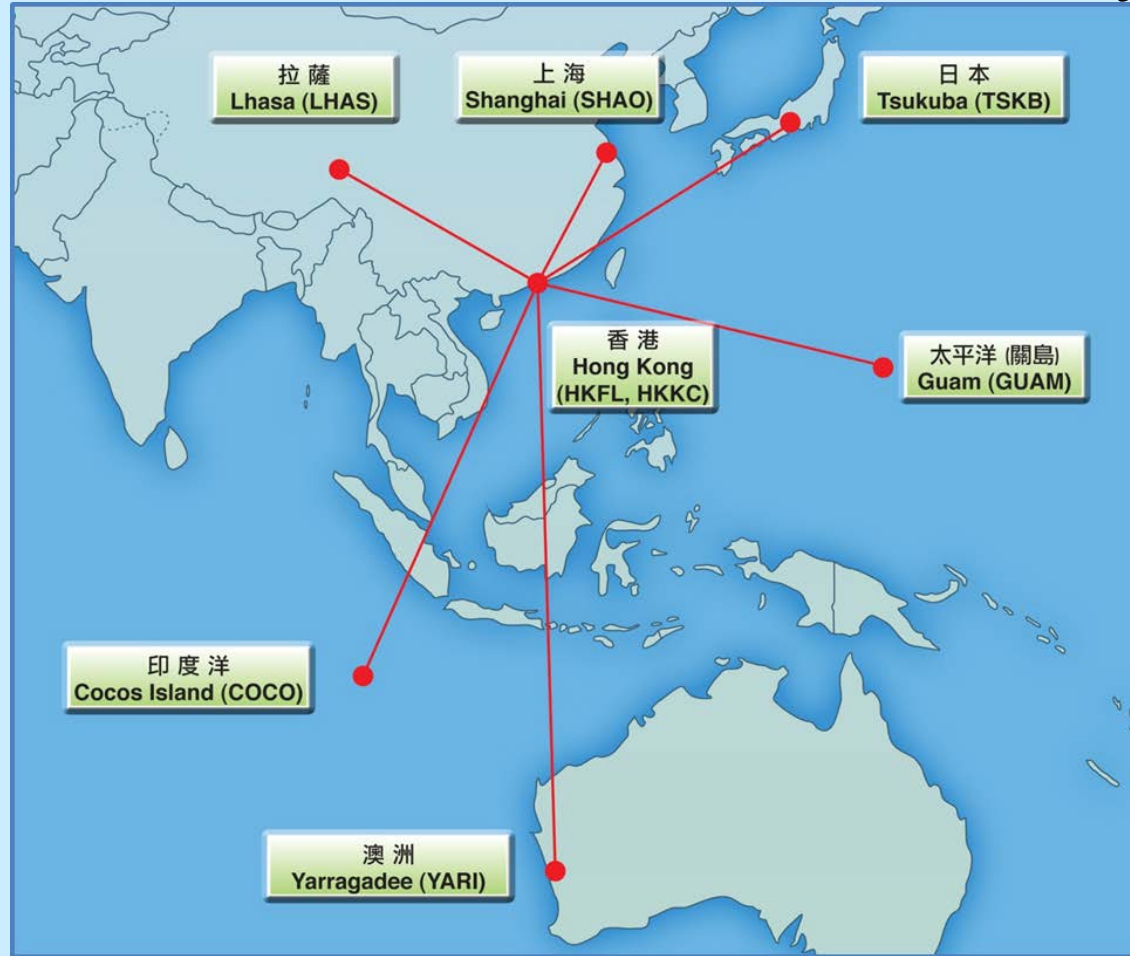 拉薩
Lhasa (LHAS)
上海
Shanghai (SHAO)
日本
Tsukuba (TSKB)
香港
Hong Kong
(HKFL, HKKC)
太平洋 (關島)
Guam (GUAM)
印度洋
Cocos Island (COCO)
澳洲
Yarragadee (YARI)